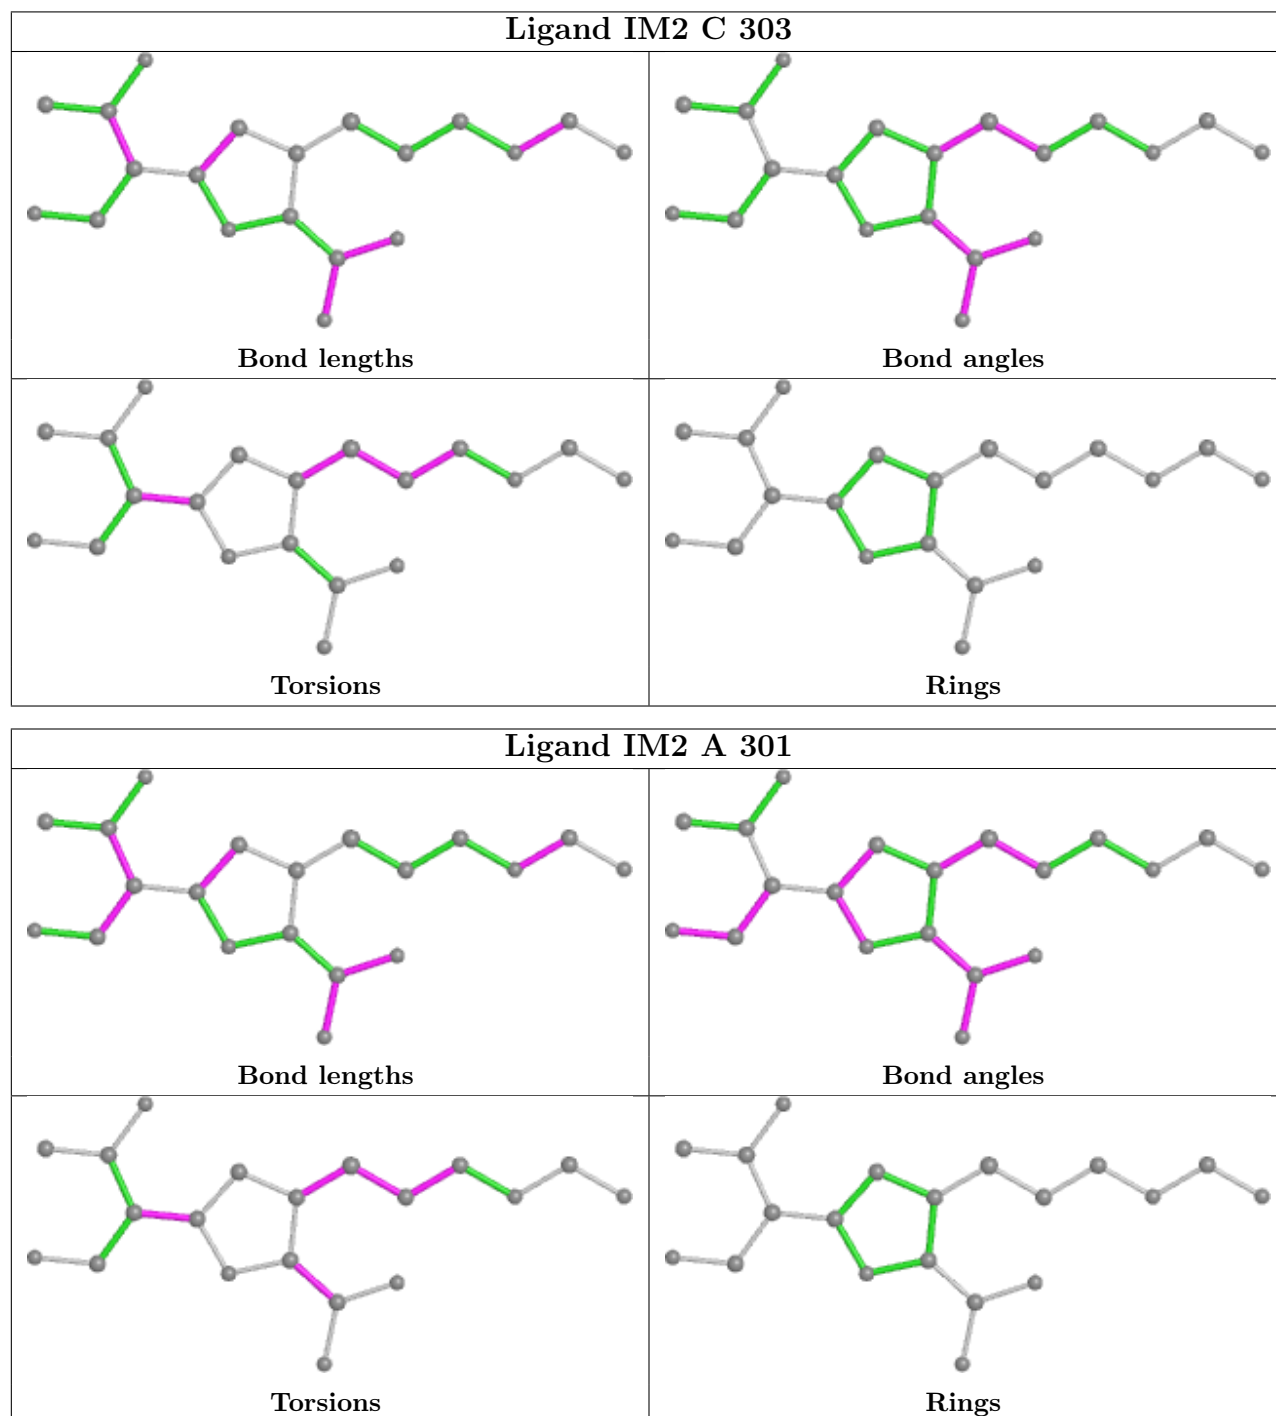 Ligand IM2 C 303
Bond lengths
Bond angles
Torsions
Rings
Ligand IM2 A 301
Bond lengths
Bond angles
Torsions
Rings